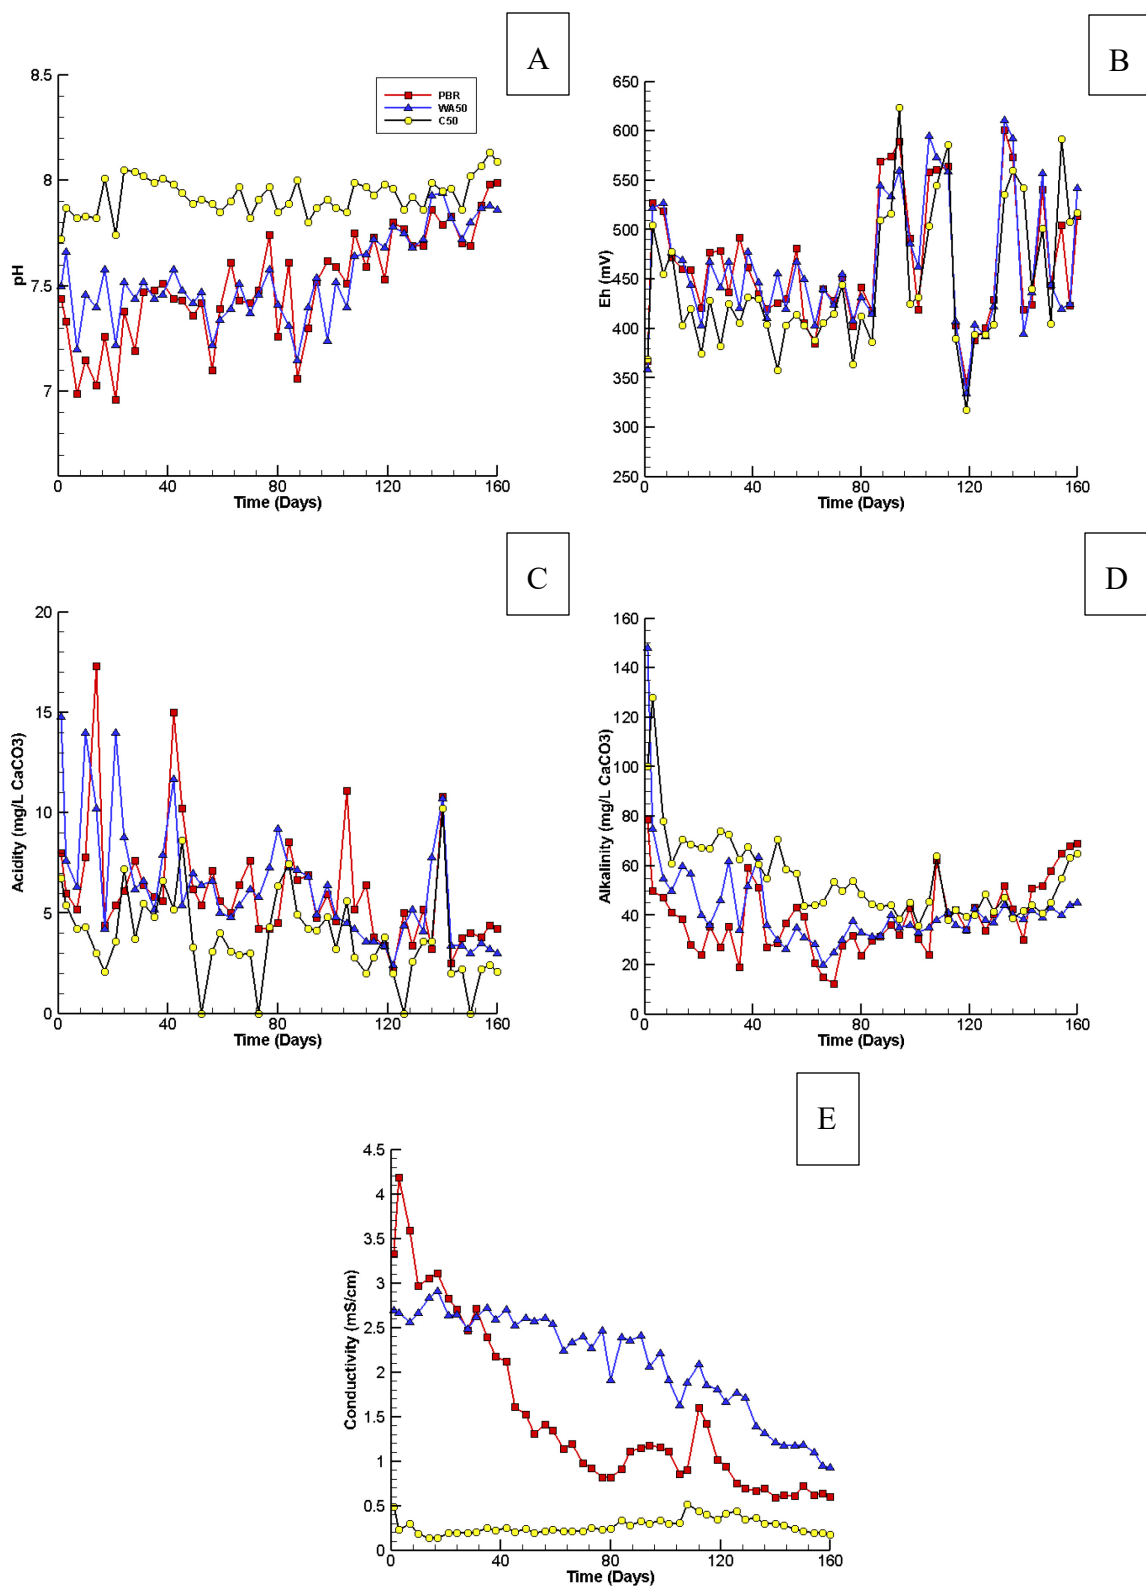 A
8.5
8
7.5
7
pH
PBR
WA50
C50
0 40 80 120 160
Time (Days)
B
650
600
550
500
450
400
350
300
250
Eh (mV)
0 40 80 120 160
Time (Days)
C
20
15
10
5
0
Acidity (mg/L CaCO3)
0 40 80 120 160
Time (Days)
D
160
140
120
100
80
60
40
20
0
Alkalinity (mg/L CaCO3)
0 40 80 120 160
Time (Days)
E
4.5
4
3.5
3
2.5
2
1.5
1
0.5
0
Conductivity (mS/cm)
0 40 80 120 160
Time (Days)